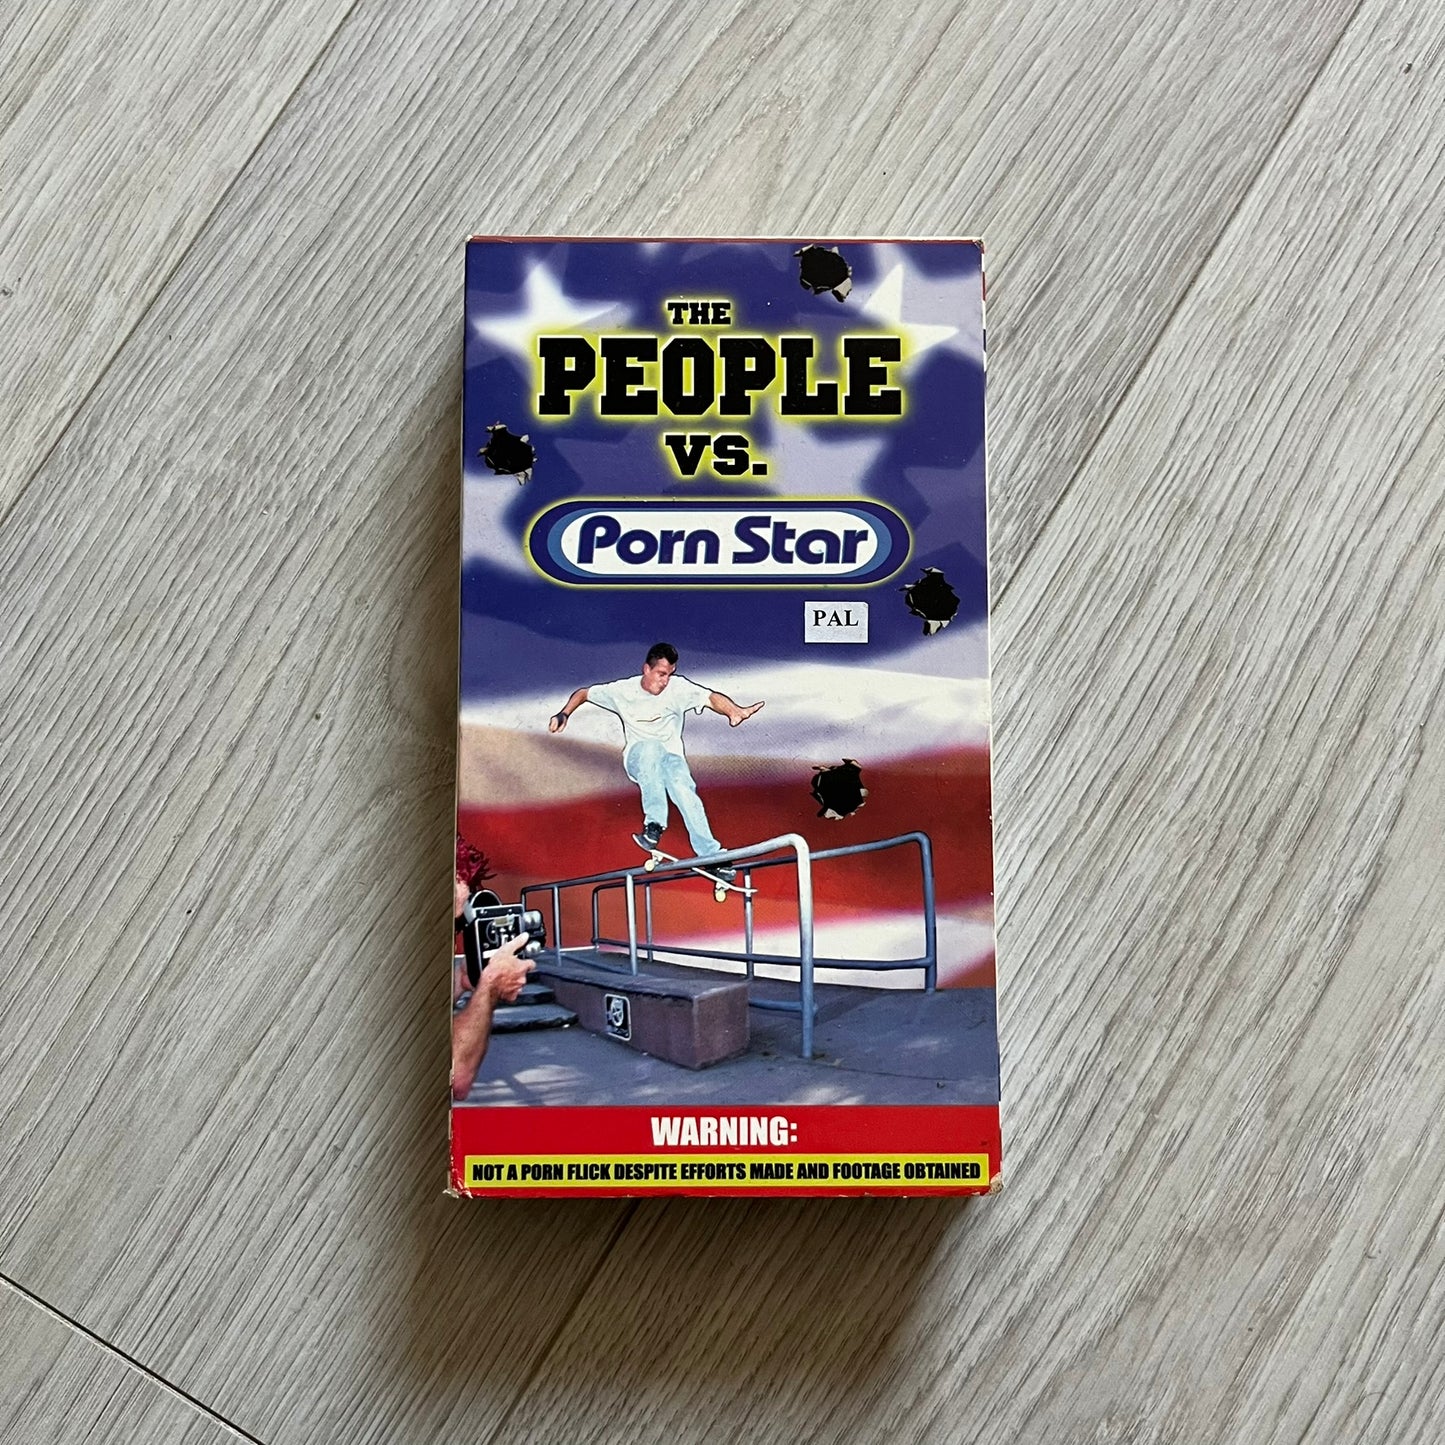 THE
PEOPLE
VS.
Porn Star
PAL
WARNING:
NOT A PORN FLICK DESPITE EFFORTS MADE AND FOOTAGE OBTAINED